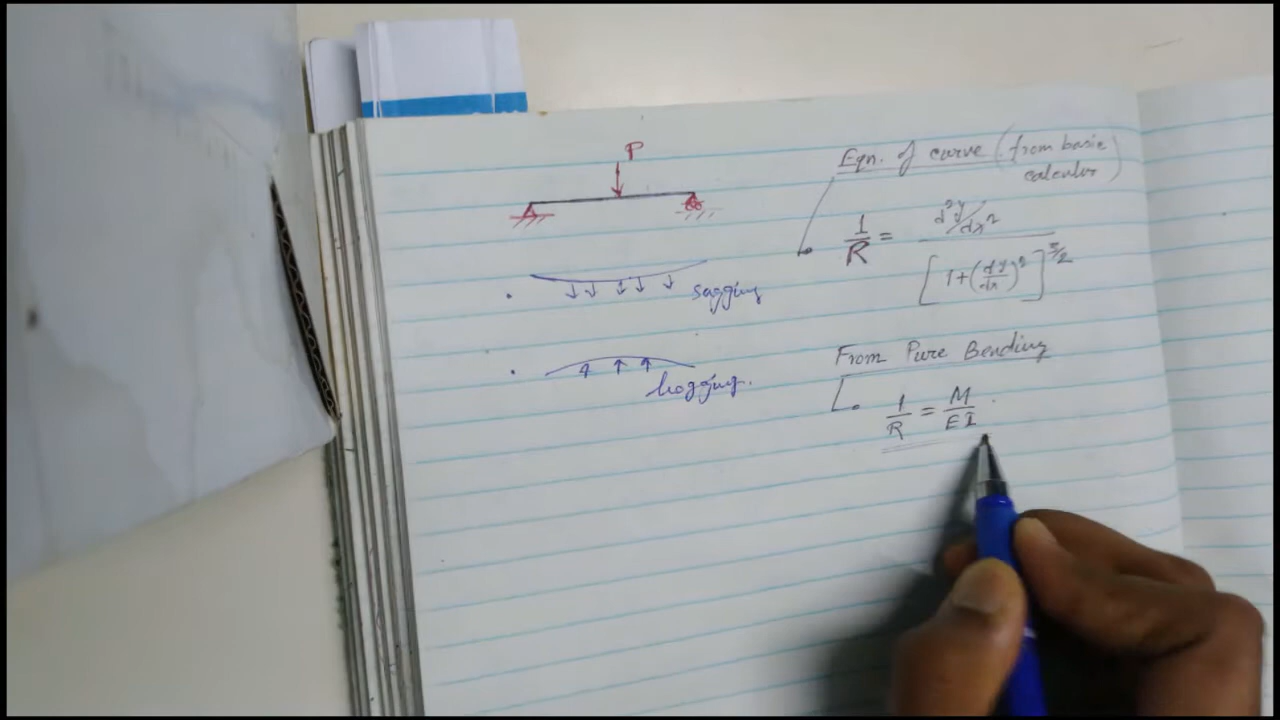 P
sagging
hogging.
Eqn. of curve (from basic
calculus)
1/R = d²y/dx² / [1+(dy/dx)²]^3/2
From Pure Bending
1/R = M/EI